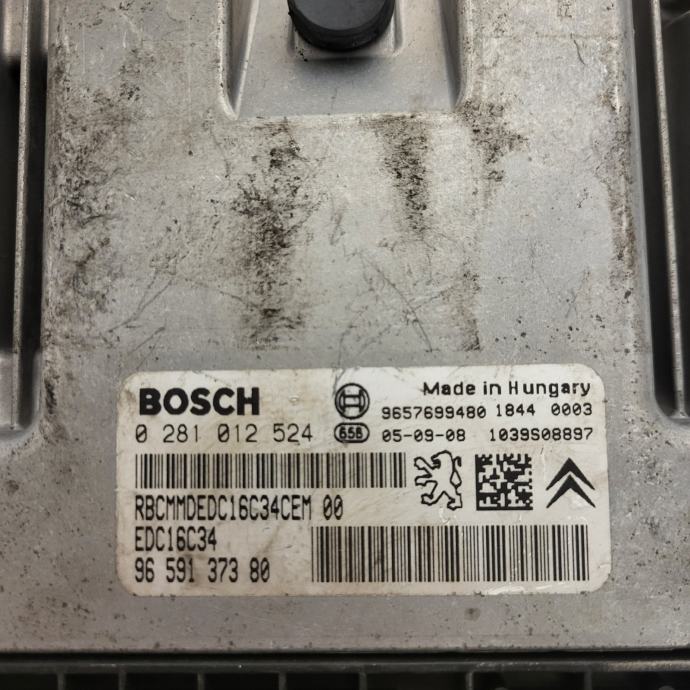 BOSCH
Made in Hungary
9657699480 1844 0003
0 281 012 524
658 05-09-08 1039S08897
RBCMMDEDC16C34CEM 00
EDC16C34
96 591 373 80